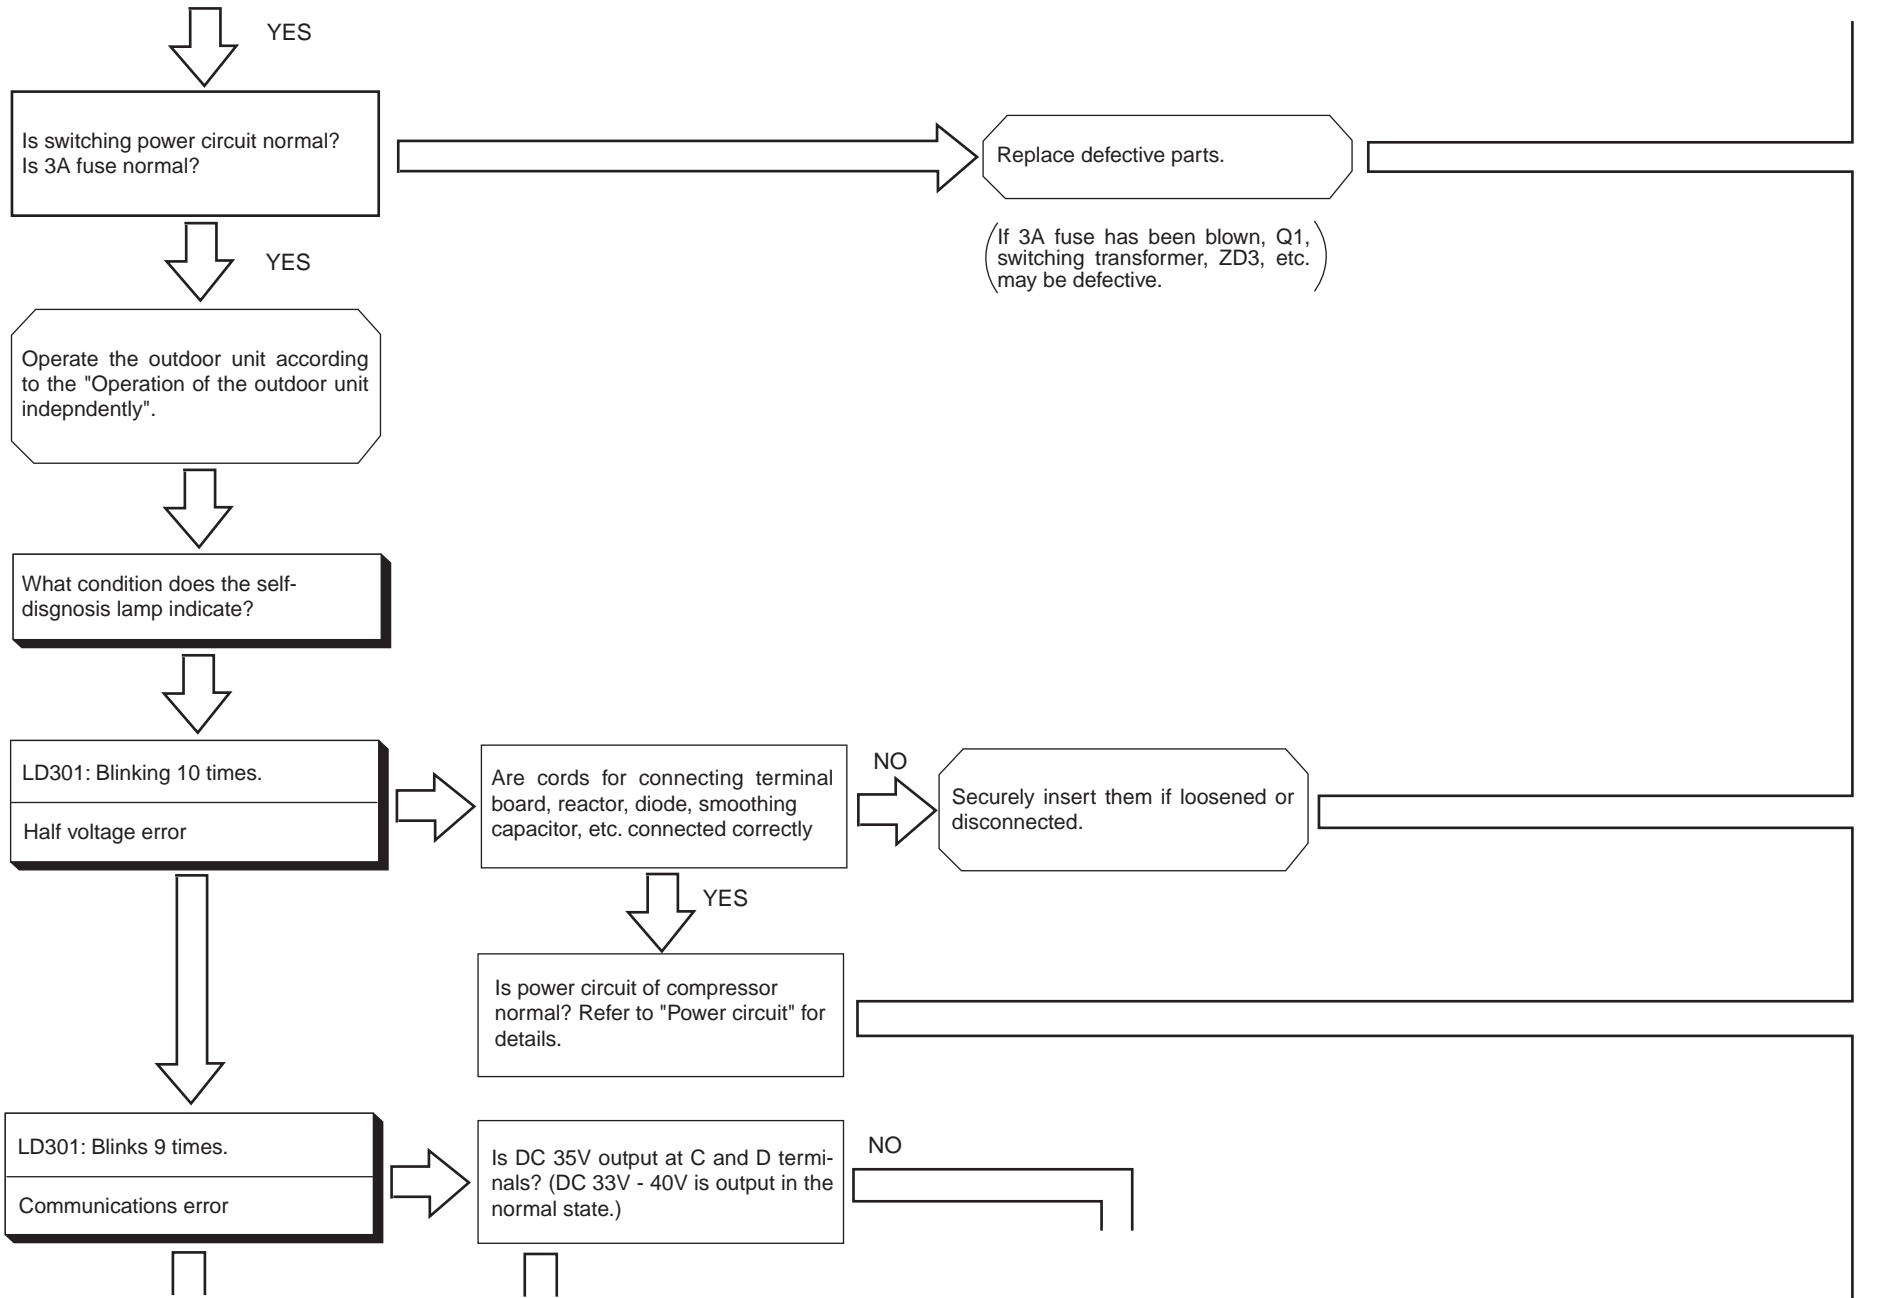 YES
Is switching power circuit normal?
Is 3A fuse normal?
Replace defective parts.
If 3A fuse has been blown, Q1,
switching transformer, ZD3, etc.
may be defective.
YES
Operate the outdoor unit according
to the "Operation of the outdoor unit
indepndently".
What condition does the self-
disgnosis lamp indicate?
LD301: Blinking 10 times.
Half voltage error
Are cords for connecting terminal
board, reactor, diode, smoothing
capacitor, etc. connected correctly
NO
Securely insert them if loosened or
disconnected.
YES
Is power circuit of compressor
normal? Refer to "Power circuit" for
details.
LD301: Blinks 9 times.
Communications error
Is DC 35V output at C and D termi-
nals? (DC 33V - 40V is output in the
normal state.)
NO